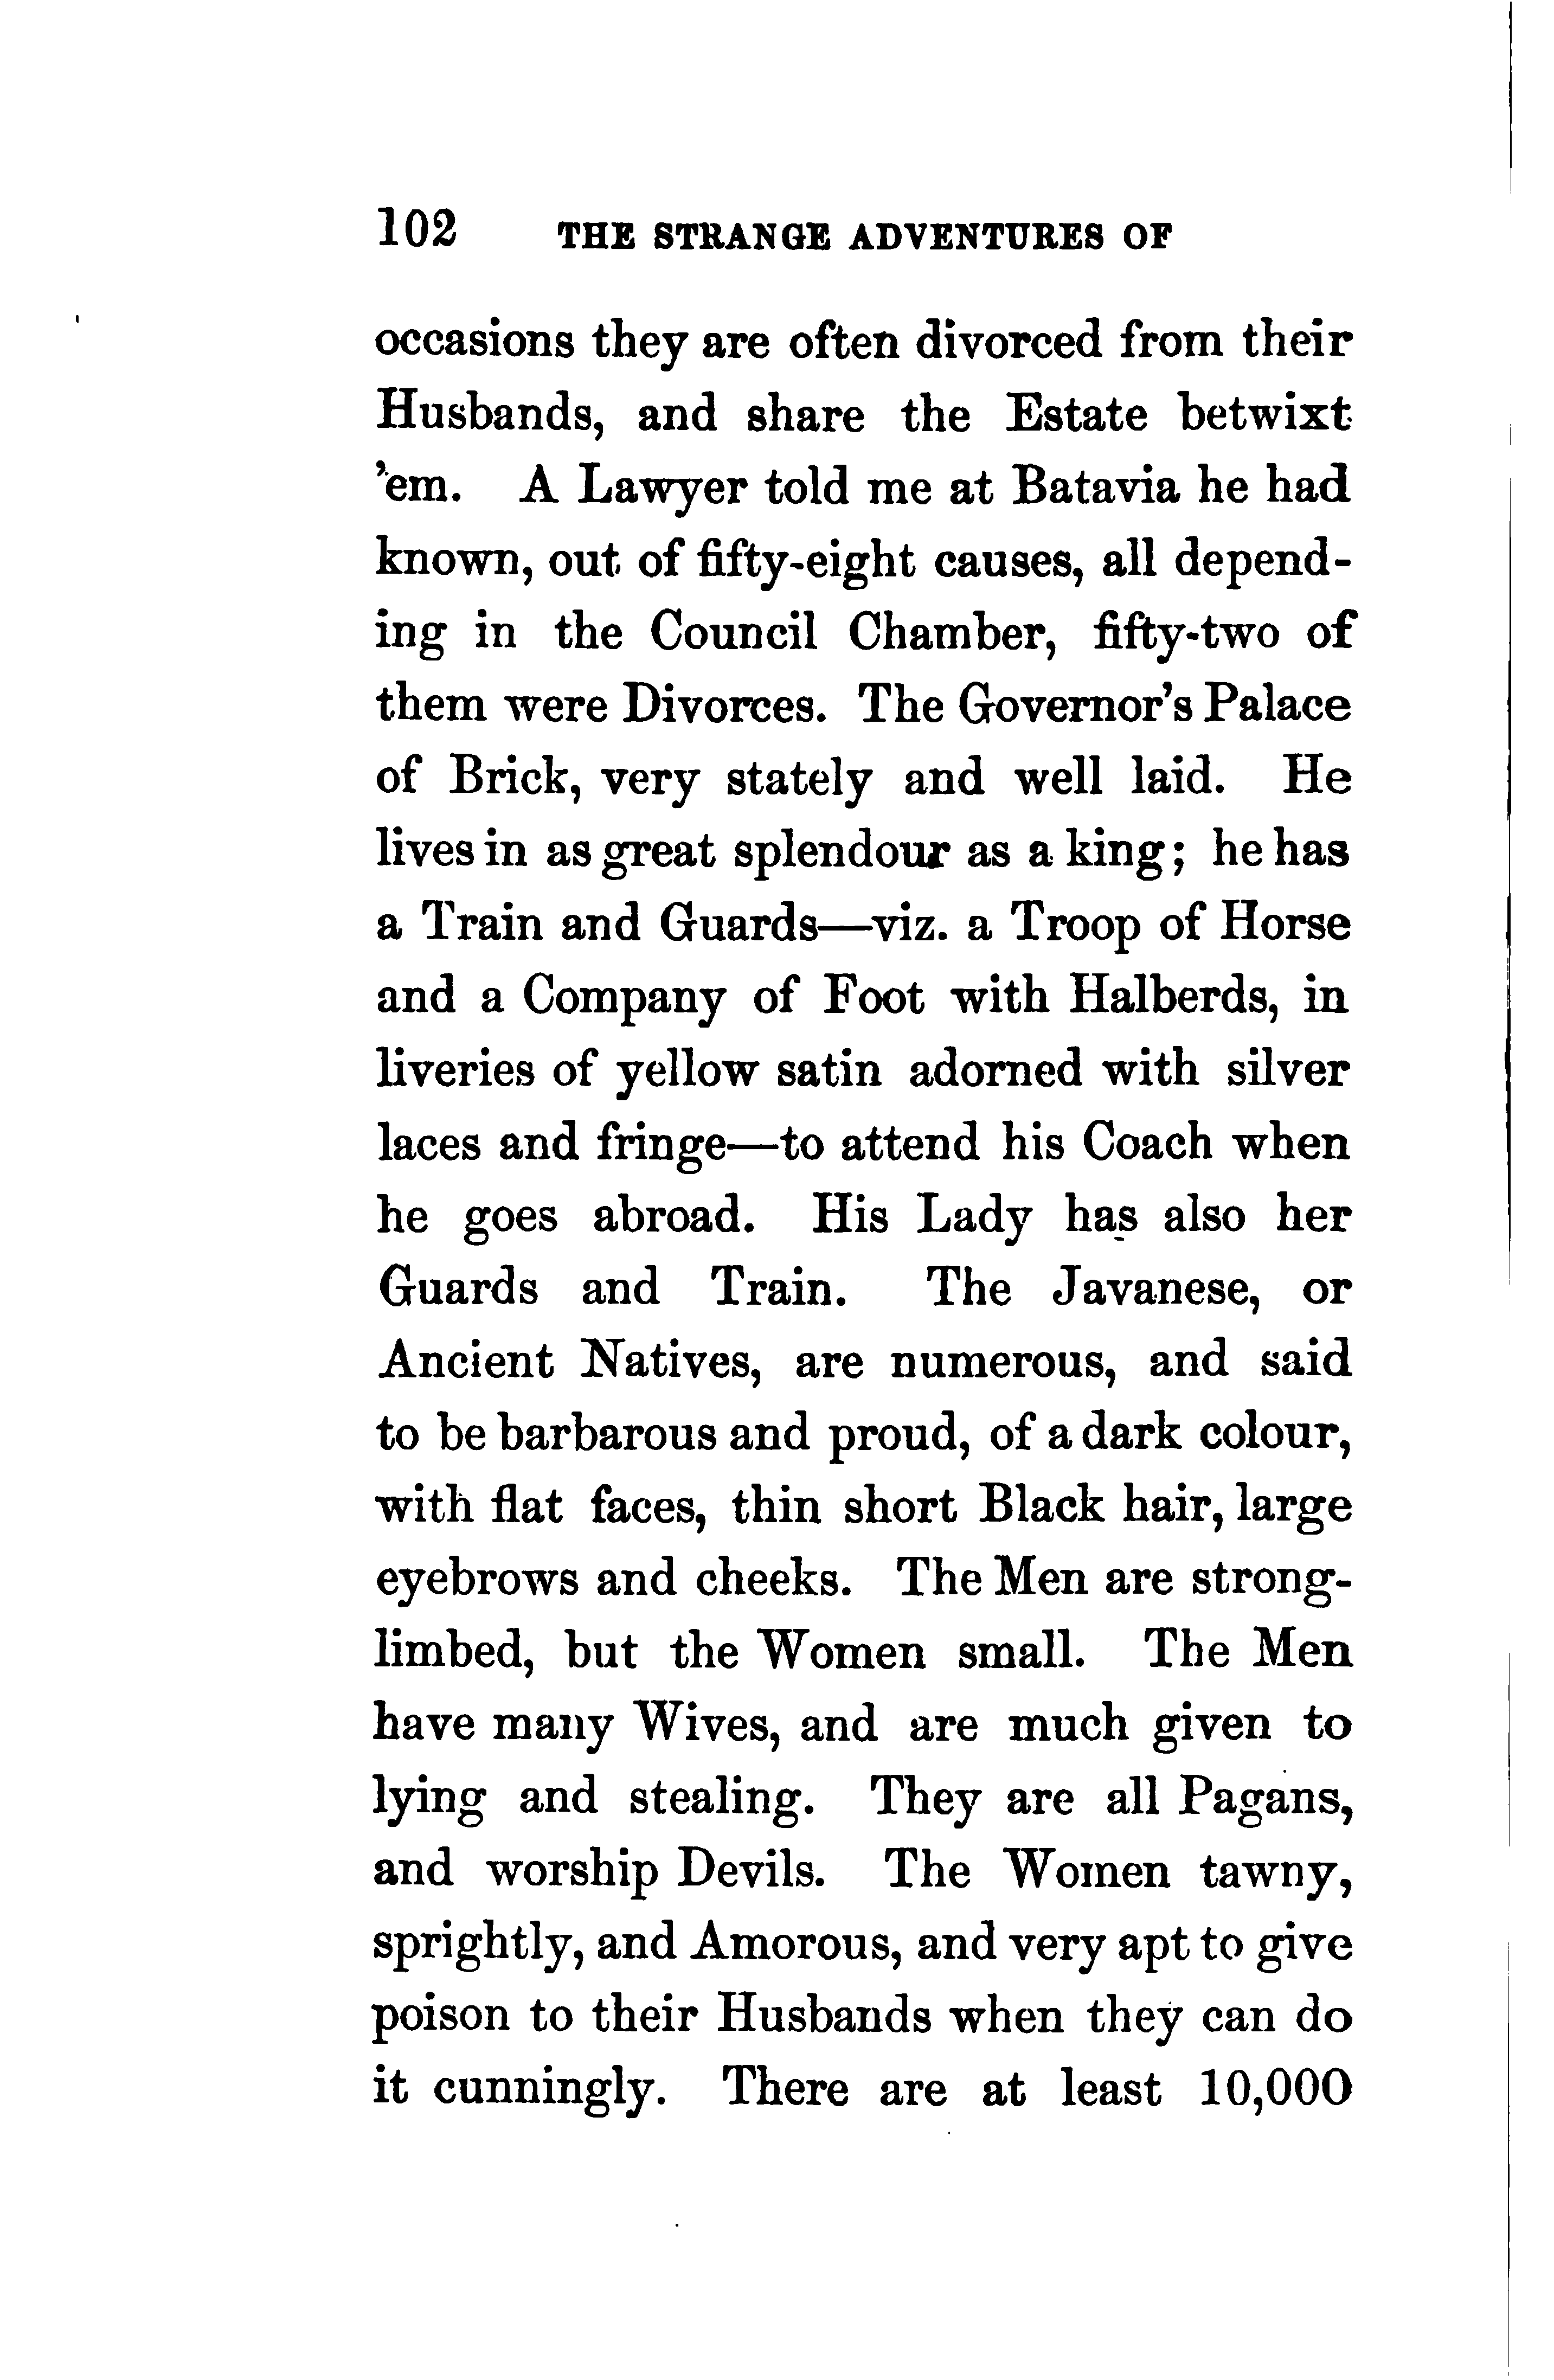 102 THE STRANGE ADVENTURES OF
occasions they are often divorced from their
Husbands, and share the Estate betwixt
’em. A Lawyer told me at Batavia he had
known, out of fifty-eight causes, all depend-
ing in the Council Chamber, fifty-two of
them were Divorces. The Governor’s Palace
of Brick, very stately and well laid. He
lives in as great splendour as a king; he has
a Train and Guards—viz. a Troop of Horse
and a Company of Foot with Halberds, in
liveries of yellow satin adorned with silver
laces and fringe—to attend his Coach when
he goes abroad. His Lady has also her
Guards and Train. The Javanese, or
Ancient Natives, are numerous, and said
to be barbarous and proud, of a dark colour,
with flat faces, thin short Black hair, large
eyebrows and cheeks. The Men are strong-
limbed, but the Women small. The Men
have many Wives, and are much given to
lying and stealing. They are all Pagans,
and worship Devils. The Women tawny,
sprightly, and Amorous, and very apt to give
poison to their Husbands when they can do
it cunningly. There are at least 10,000